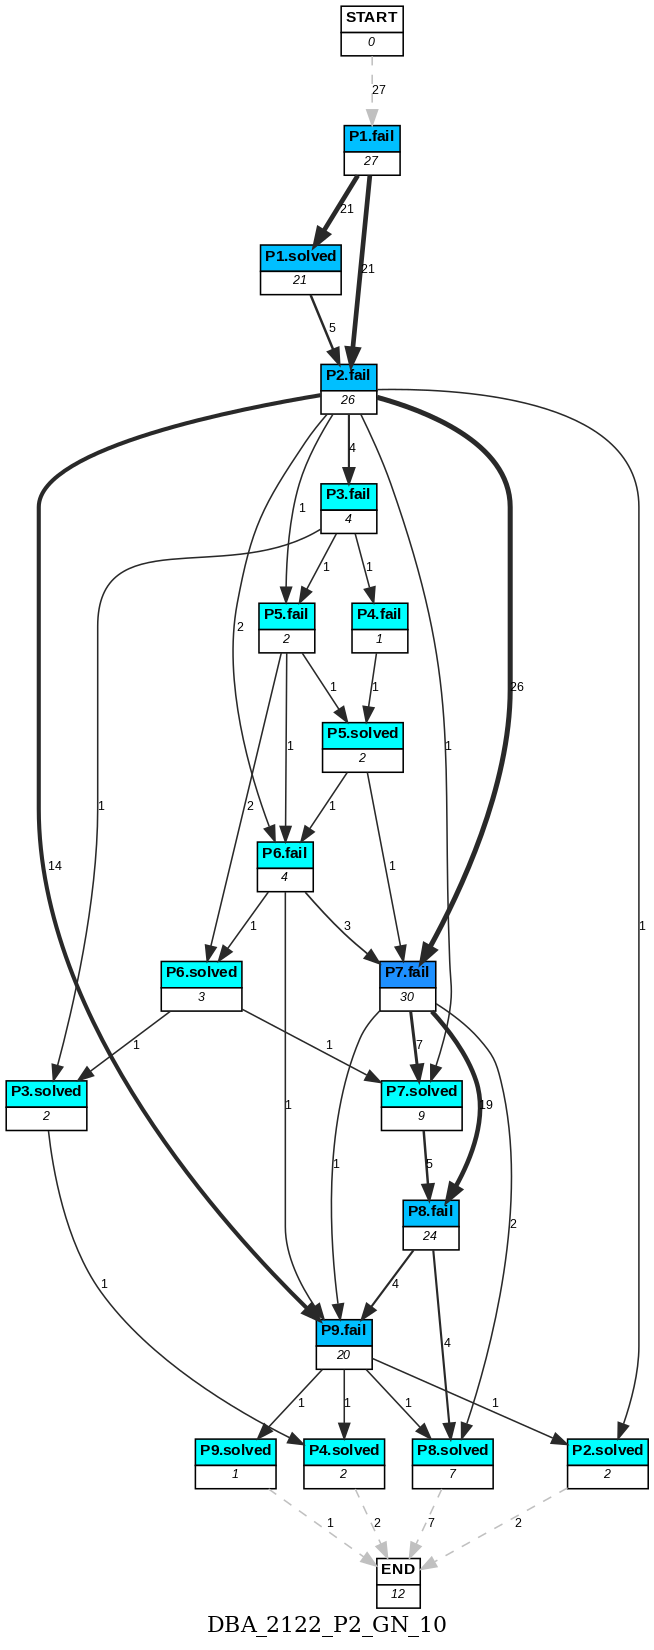 START
0
27
P1.fail
27
21
21
P1.solved
21
5
P2.fail
26
4
P3.fail
4
1
1
1
P5.fail
2
P4.fail
1
2
26
1
1
1
P5.solved
2
1
2
1
1
14
1
1
P6.fail
4
1
3
1
P6.solved
3
P7.fail
30
1
1
7
1
19
P3.solved
2
P7.solved
9
5
1
2
P8.fail
24
1
4
4
P9.fail
20
1
1
1
1
P9.solved
1
P4.solved
2
P8.solved
7
P2.solved
2
1
2
7
2
END
12
DBA_2122_P2_GN_10